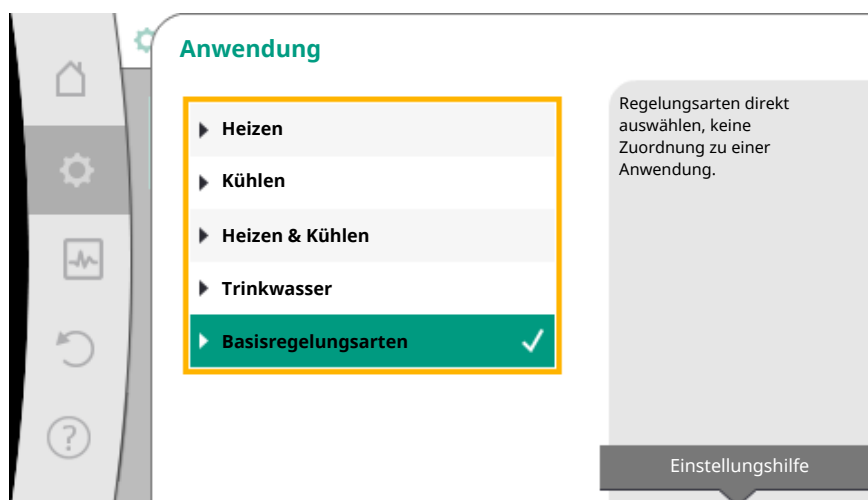 Anwendung
Heizen
Kühlen
Heizen & Kühlen
Trinkwasser
Basisregelungsarten
Regelungsarten direkt
auswählen, keine
Zuordnung zu einer
Anwendung.
Einstellungshilfe
?